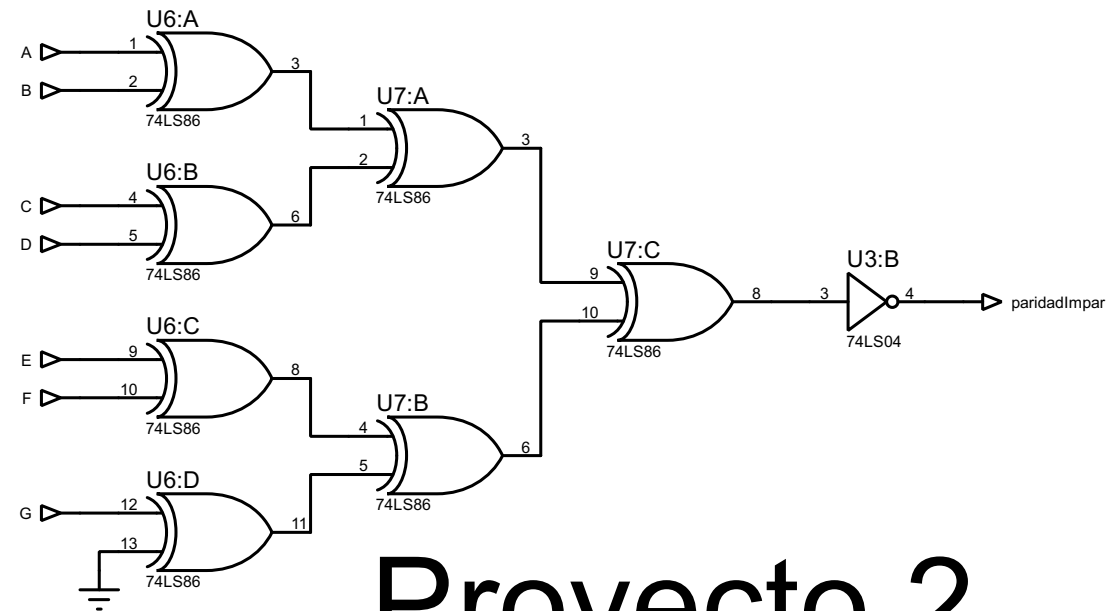 U6:A
A
1
3
B
2
74LS86
U7:A
1
3
2
74LS86
U6:B
C
4
6
D
5
74LS86
U7:C
9
8
10
74LS86
U3:B
3
4
paridadImpar
74LS04
U6:C
E
9
8
F
10
74LS86
U7:B
4
6
5
74LS86
U6:D
G
12
11
13
74LS86
Proyecto 2